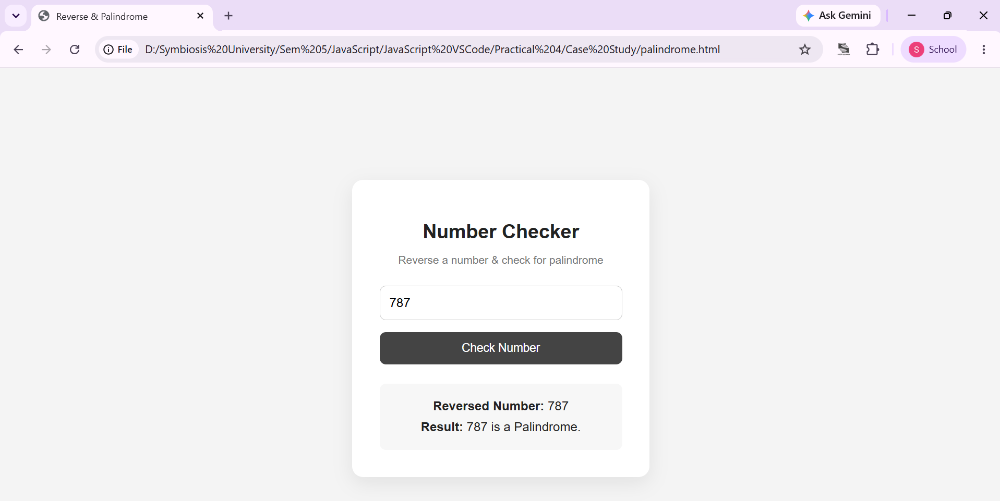 Reverse & Palindrome
Ask Gemini
File D:/Symbiosis%20University/Sem%205/JavaScript/JavaScript%20VSCode/Practical%204/Case%20Study/palindrome.html
S School
Number Checker
Reverse a number & check for palindrome
787
Check Number
Reversed Number: 787
Result: 787 is a Palindrome.